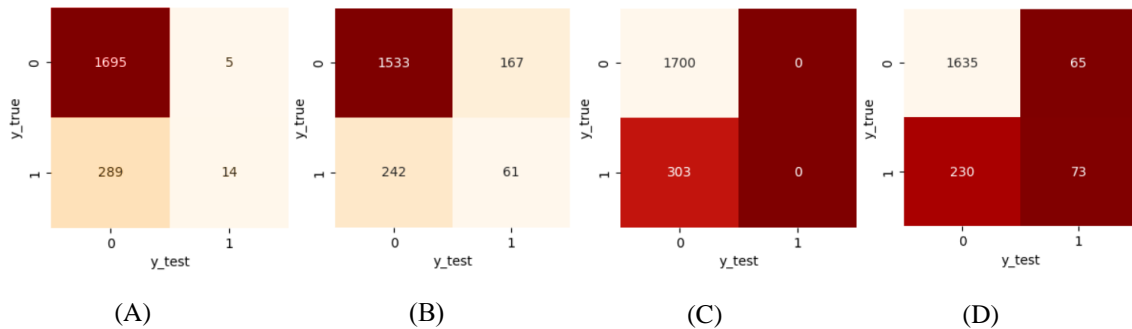 0 1695 5
y_true
1 289 14
0 1
y_test
(A)
0 1533 167
y_true
1 242 61
0 1
y_test
(B)
0 1700 0
y_true
1 303 0
0 1
y_test
(C)
0 1635 65
y_true
1 230 73
0 1
y_test
(D)